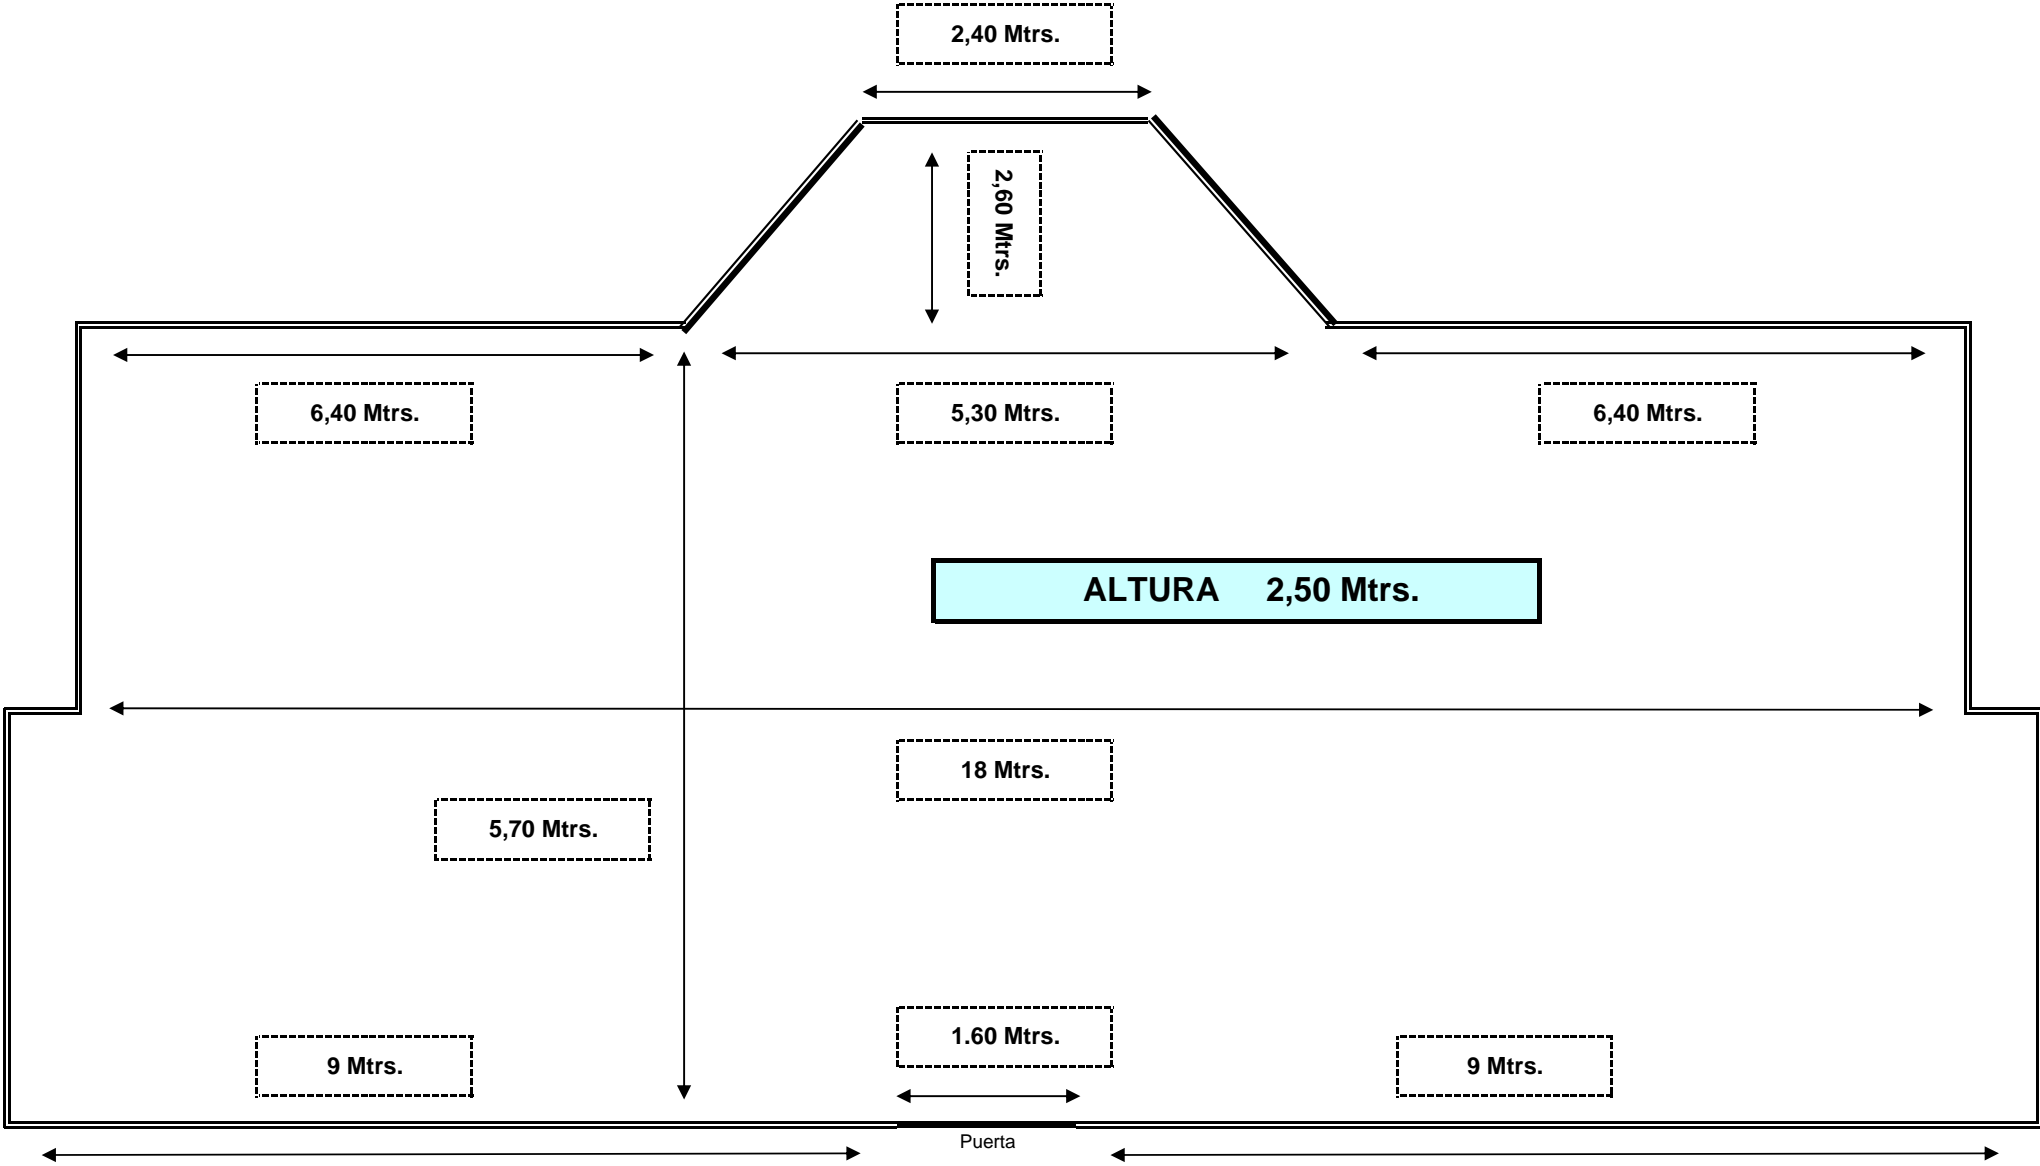 2,40 Mtrs.
2,60 Mtrs.
6,40 Mtrs.
5,30 Mtrs.
6,40 Mtrs.
ALTURA 2,50 Mtrs.
18 Mtrs.
5,70 Mtrs.
1.60 Mtrs.
9 Mtrs.
9 Mtrs.
Puerta